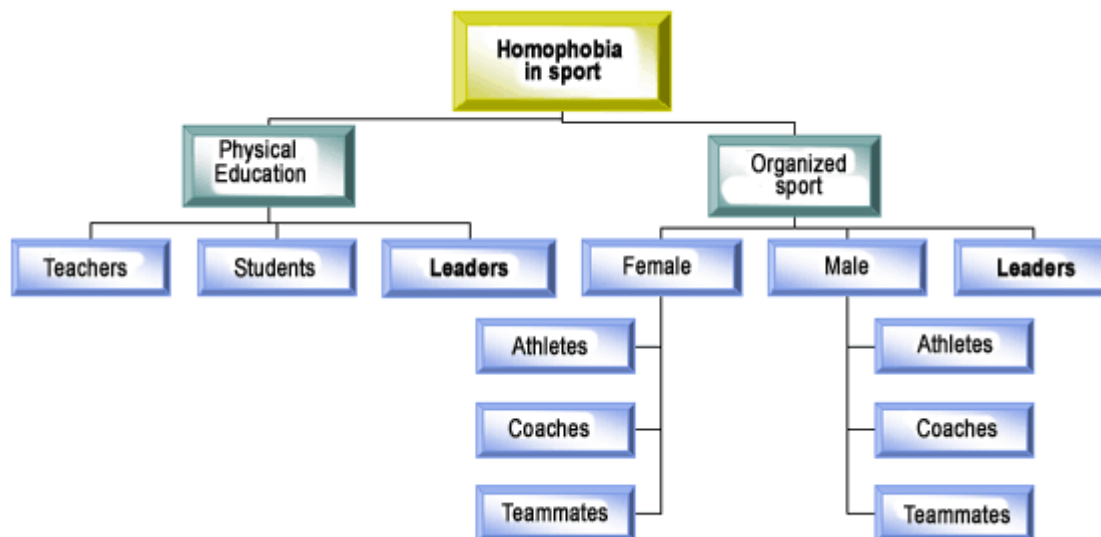 Homophobia
in sport
Physical
Education
Organized
sport
Teachers
Students
Leaders
Female
Male
Leaders
Athletes
Athletes
Coaches
Coaches
Teammates
Teammates